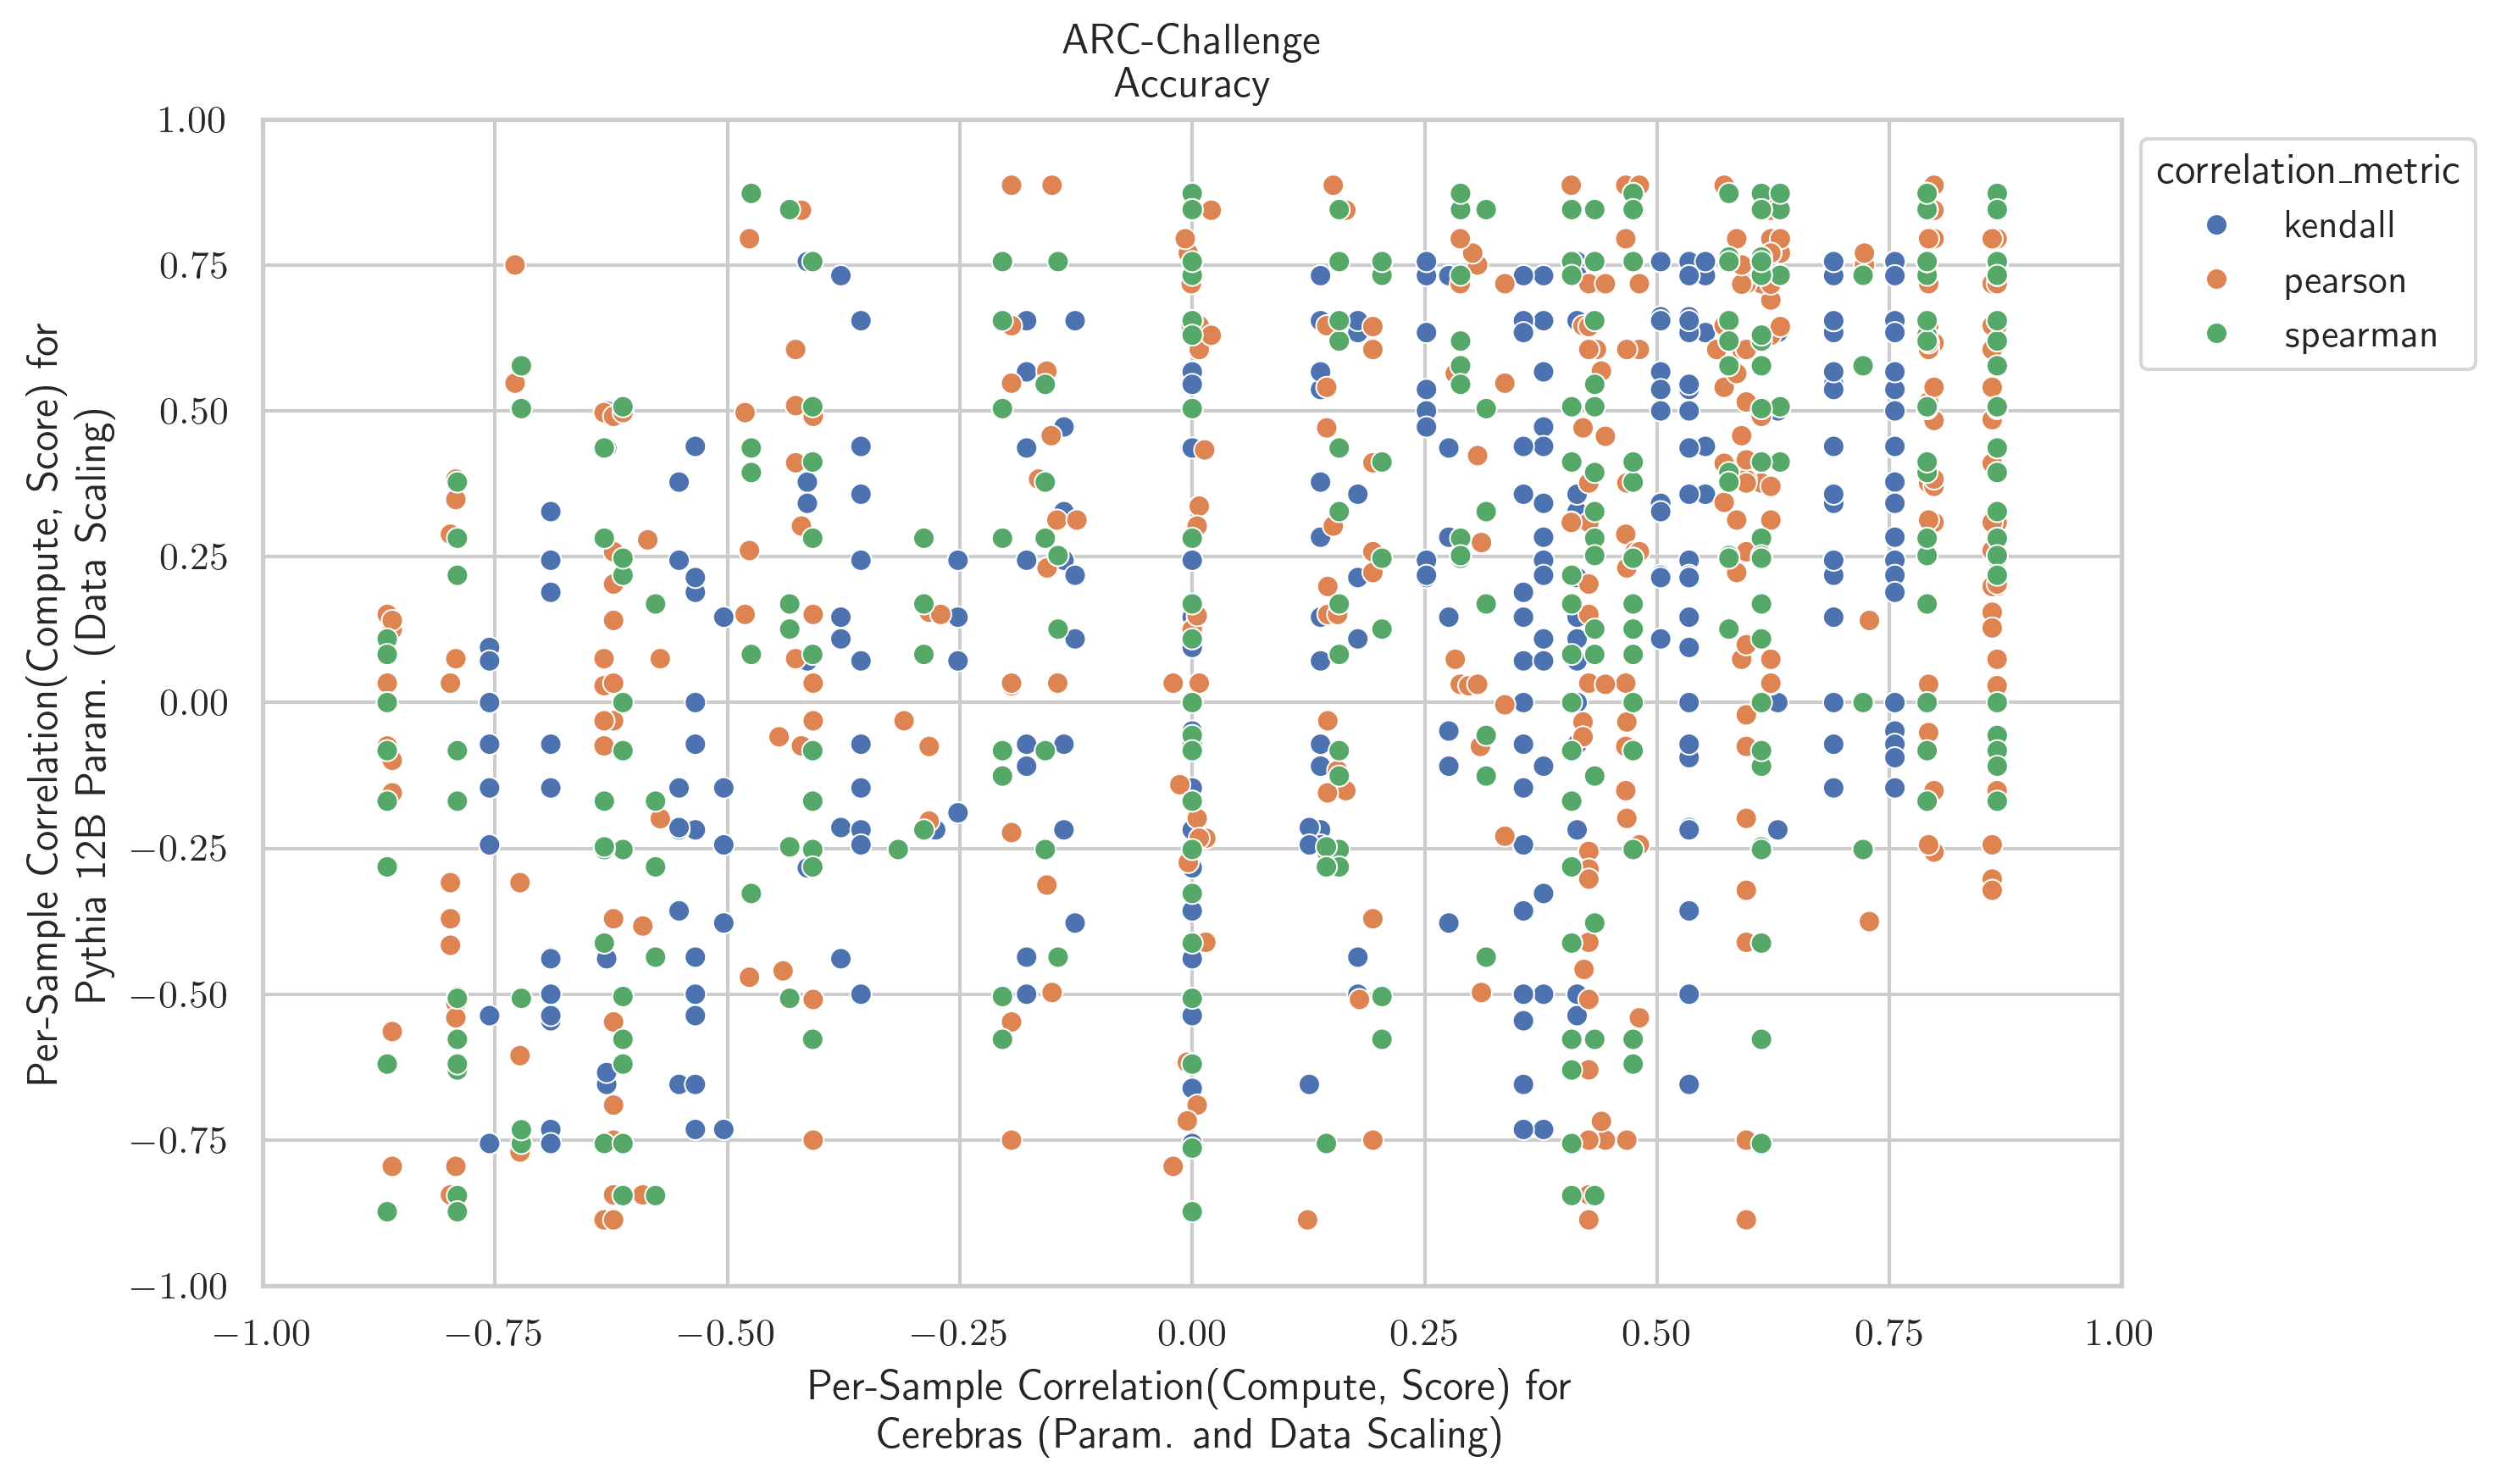 ARC-Challenge
Accuracy
Per-Sample Correlation(Compute, Score) for
Pythia 12B Param. (Data Scaling)
1.00
0.75
0.50
0.25
0.00
−0.25
−0.50
−0.75
−1.00
−1.00 −0.75 −0.50 −0.25 0.00 0.25 0.50 0.75 1.00
Per-Sample Correlation(Compute, Score) for
Cerebras (Param. and Data Scaling)
correlation_metric
kendall
pearson
spearman